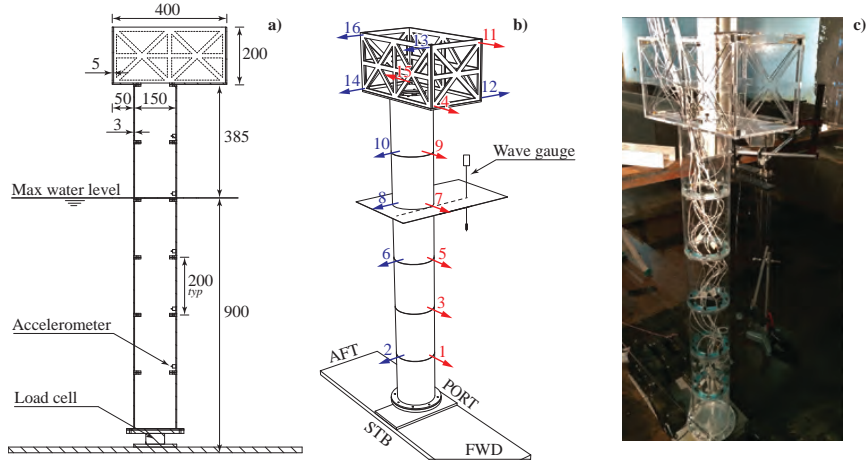 400
a)
200
5
50
150
3
385
Max water level
200
typ
900
Accelerometer
Load cell
b)
16
11
13
15
14
12
4
10
9
Wave gauge
8
7
6
5
3
2
1
AFT
PORT
STB
FWD
c)